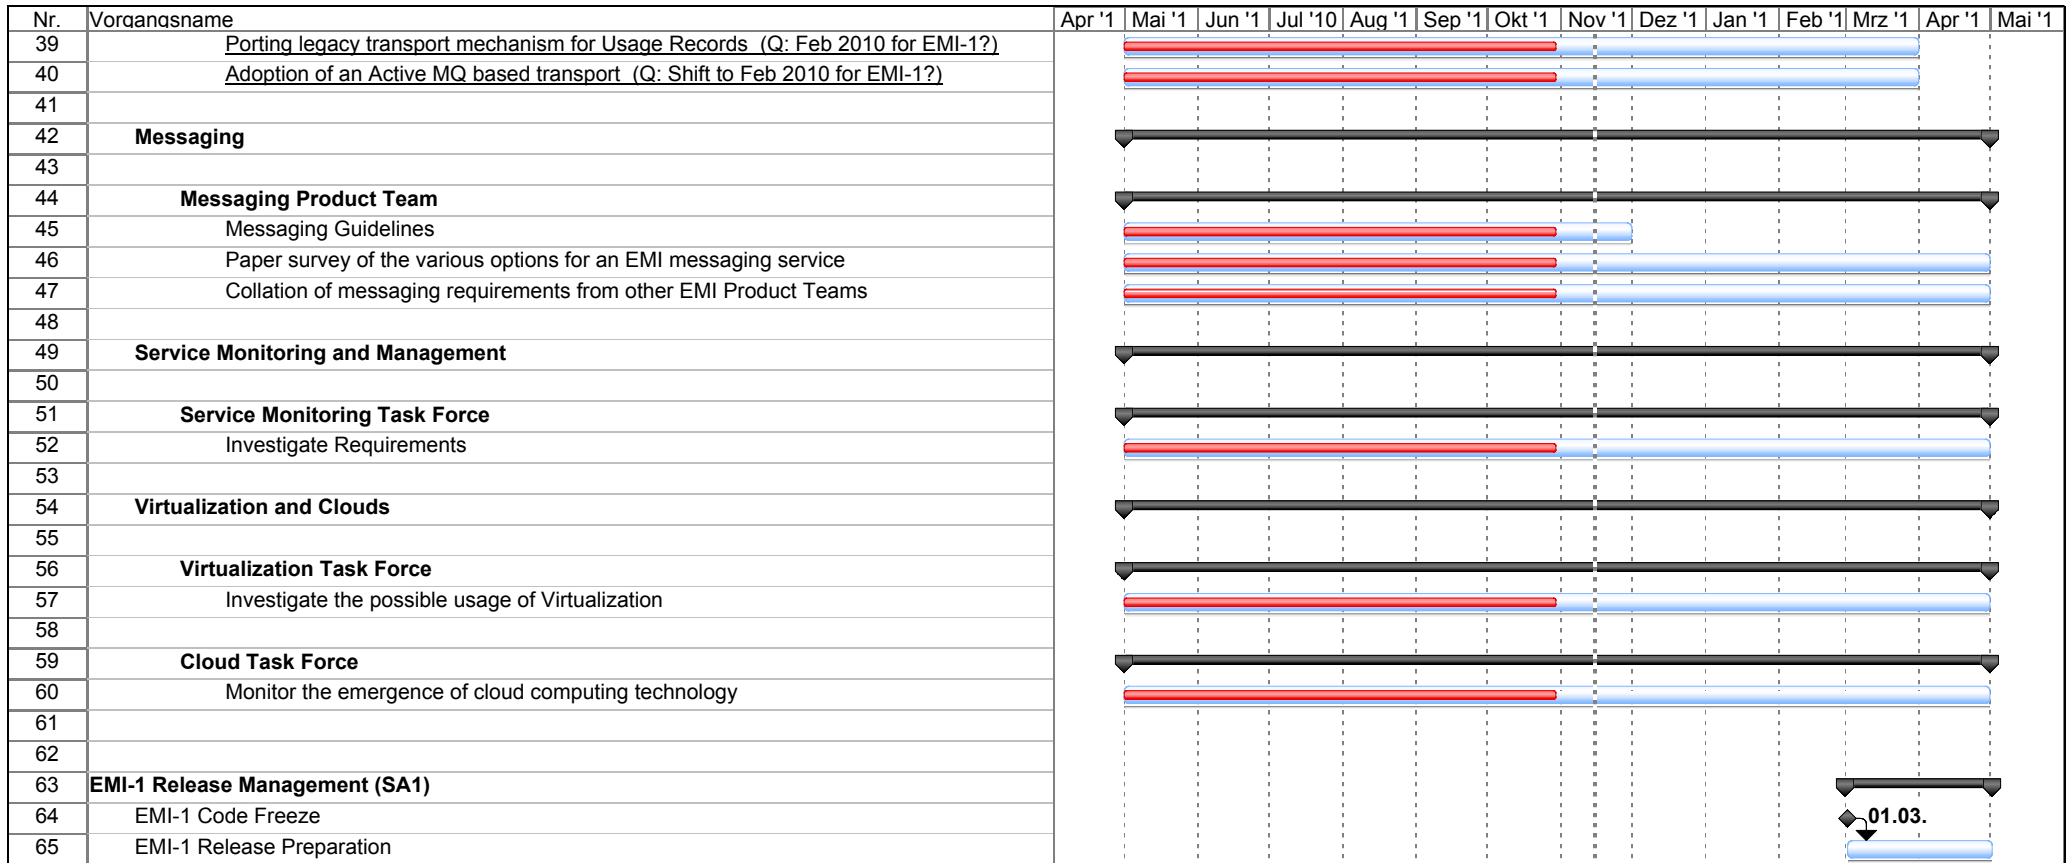 Nr. Vorgangsname Apr '1 Mai '1 Jun '1 Jul '10 Aug '1 Sep '1 Okt '1 Nov '1 Dez '1 Jan '1 Feb '1 Mrz '1 Apr '1 Mai '1
39 Porting legacy transport mechanism for Usage Records (Q: Feb 2010 for EMI-1?)
40 Adoption of an Active MQ based transport (Q: Shift to Feb 2010 for EMI-1?)
41
42 Messaging
43
44 Messaging Product Team
45 Messaging Guidelines
46 Paper survey of the various options for an EMI messaging service
47 Collation of messaging requirements from other EMI Product Teams
48
49 Service Monitoring and Management
50
51 Service Monitoring Task Force
52 Investigate Requirements
53
54 Virtualization and Clouds
55
56 Virtualization Task Force
57 Investigate the possible usage of Virtualization
58
59 Cloud Task Force
60 Monitor the emergence of cloud computing technology
61
62
63 EMI-1 Release Management (SA1)
64 EMI-1 Code Freeze 01.03.
65 EMI-1 Release Preparation